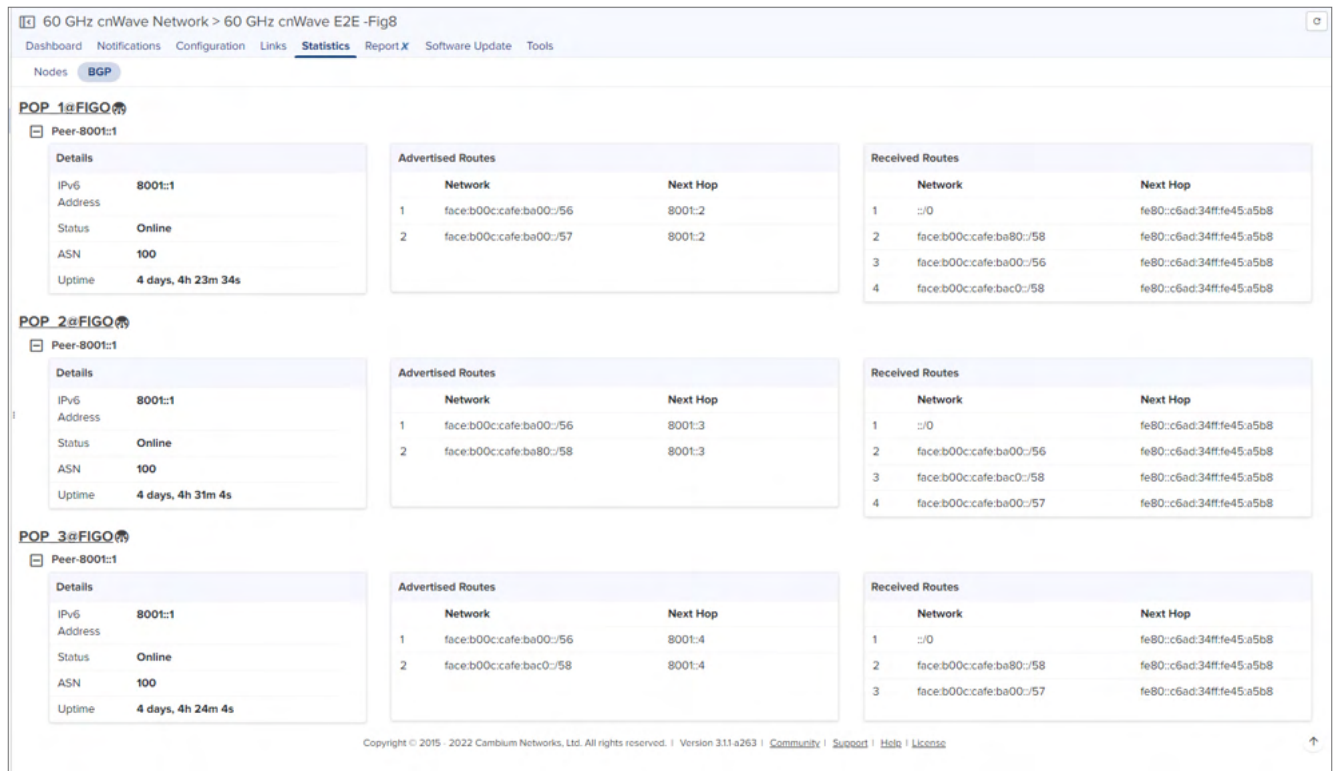 60 GHz cnWave Network > 60 GHz cnWave E2E -Fig8
Dashboard Notifications Configuration Links Statistics Report X Software Update Tools
Nodes BGP
POP_1@FIGO
Peer-8001::1
Details
IPv6 Address 8001::1
Status Online
ASN 100
Uptime 4 days, 4h 23m 34s
Advertised Routes
Network Next Hop
1 face:b00c:cafe:ba00::/56 8001::2
2 face:b00c:cafe:ba00::/57 8001::2
Received Routes
Network Next Hop
1 ::/0 fe80::c6ad:34ff:fe45:a5b8
2 face:b00c:cafe:ba80::/58 fe80::c6ad:34ff:fe45:a5b8
3 face:b00c:cafe:ba00::/56 fe80::c6ad:34ff:fe45:a5b8
4 face:b00c:cafe:bac0::/58 fe80::c6ad:34ff:fe45:a5b8
POP_2@FIGO
Peer-8001::1
Details
IPv6 Address 8001::1
Status Online
ASN 100
Uptime 4 days, 4h 31m 4s
Advertised Routes
Network Next Hop
1 face:b00c:cafe:ba00::/56 8001::3
2 face:b00c:cafe:ba80::/58 8001::3
Received Routes
Network Next Hop
1 ::/0 fe80::c6ad:34ff:fe45:a5b8
2 face:b00c:cafe:ba00::/56 fe80::c6ad:34ff:fe45:a5b8
3 face:b00c:cafe:bac0::/58 fe80::c6ad:34ff:fe45:a5b8
4 face:b00c:cafe:ba00::/57 fe80::c6ad:34ff:fe45:a5b8
POP_3@FIGO
Peer-8001::1
Details
IPv6 Address 8001::1
Status Online
ASN 100
Uptime 4 days, 4h 24m 4s
Advertised Routes
Network Next Hop
1 face:b00c:cafe:ba00::/56 8001::4
2 face:b00c:cafe:bac0::/58 8001::4
Received Routes
Network Next Hop
1 ::/0 fe80::c6ad:34ff:fe45:a5b8
2 face:b00c:cafe:ba80::/58 fe80::c6ad:34ff:fe45:a5b8
3 face:b00c:cafe:ba00::/57 fe80::c6ad:34ff:fe45:a5b8
Copyright © 2015 - 2022 Cambium Networks, Ltd. All rights reserved. | Version 3.1.1-a263 | Community | Support | Help | License